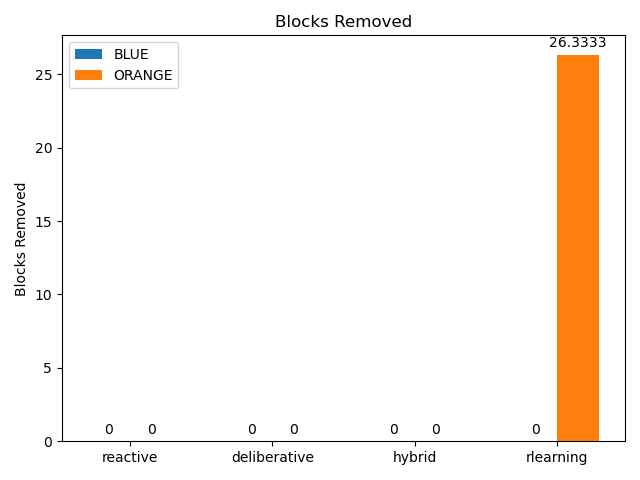 Blocks Removed
26.3333
BLUE
ORANGE
25
20
15
10
5
0
Blocks Removed
0 0 0 0 0 0 0
reactive deliberative hybrid rlearning